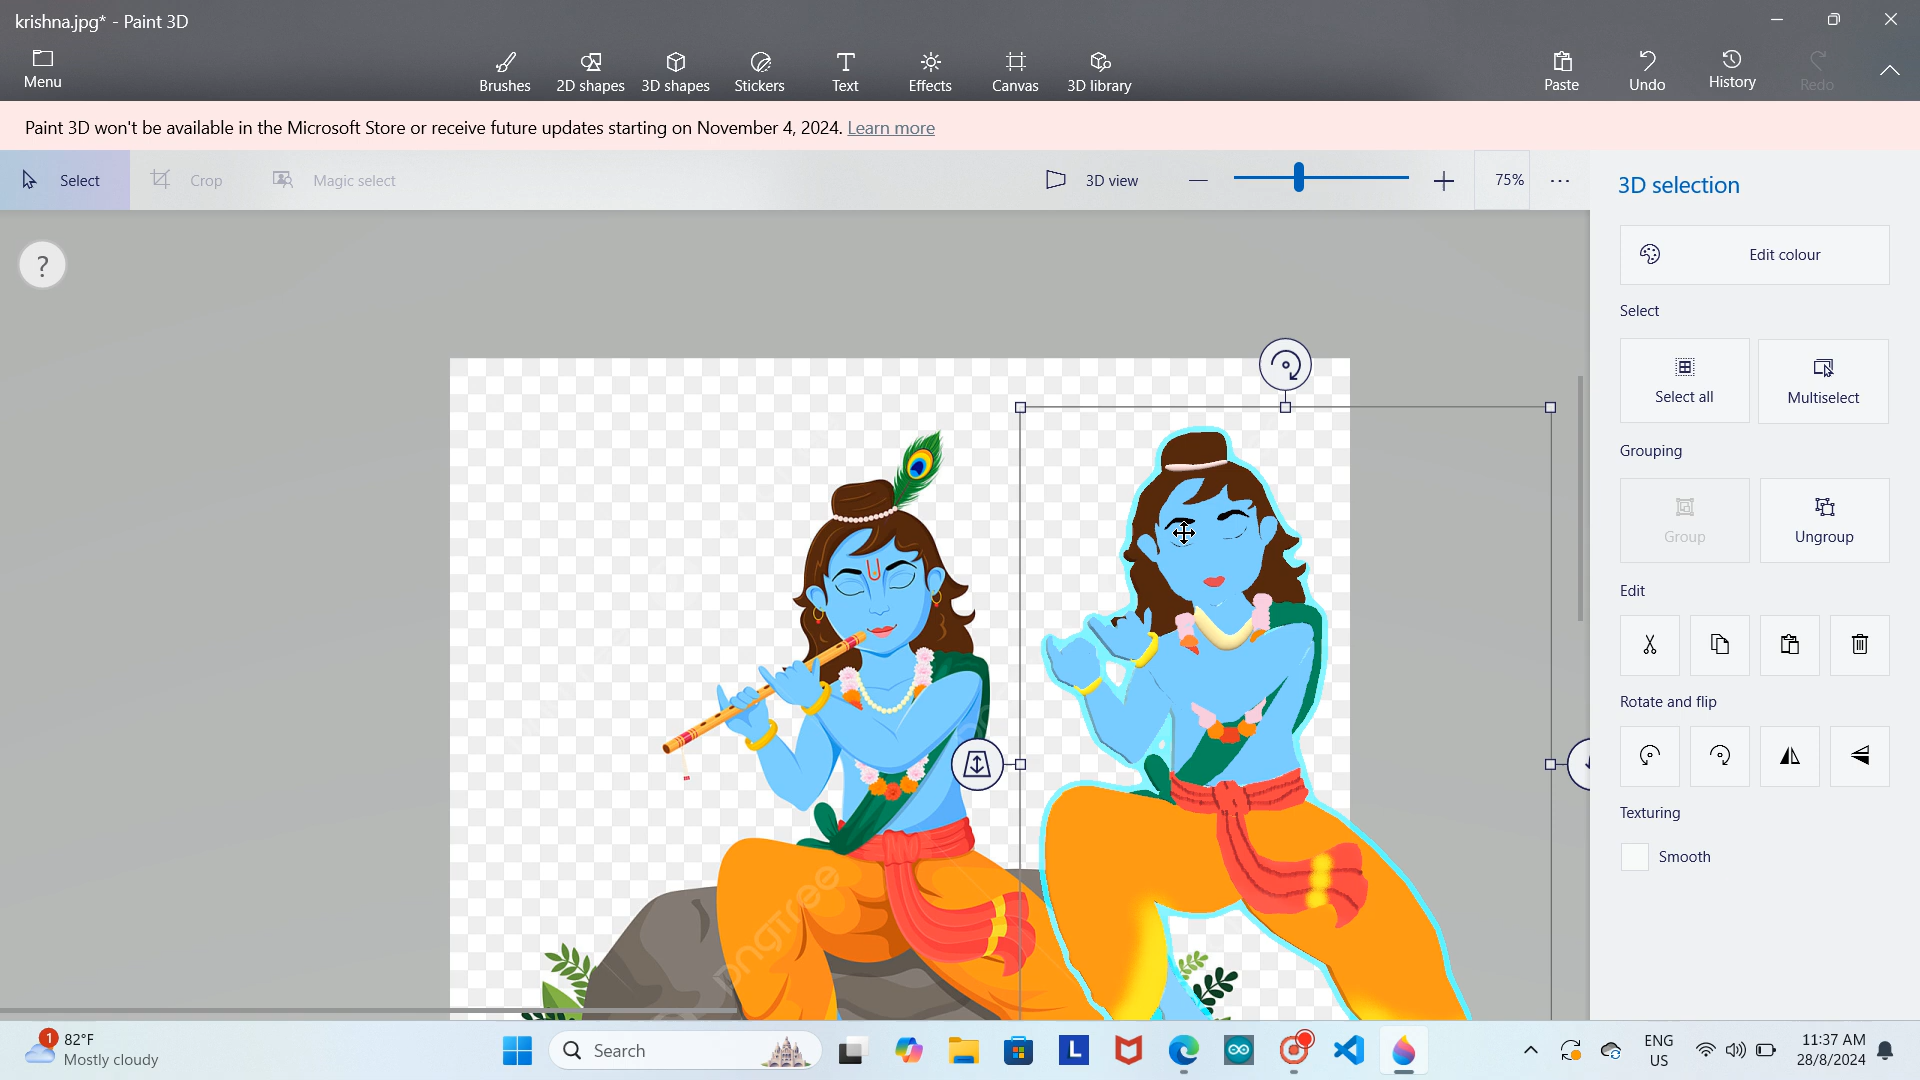 krishna.jpg* - Paint 3D
Menu
Brushes
2D shapes
3D shapes
Stickers
Text
Effects
Canvas
3D library
Paste
Undo
History
Redo
Paint 3D won't be available in the Microsoft Store or receive future updates starting on November 4, 2024. Learn more
Select
Crop
Magic select
3D view
75%
3D selection
?
Edit colour
Select
Select all
Multiselect
Grouping
Group
Ungroup
Edit
Rotate and flip
Texturing
Smooth
pngtree
1
82°F
Mostly cloudy
Search
L
ENG
US
11:37 AM
28/8/2024